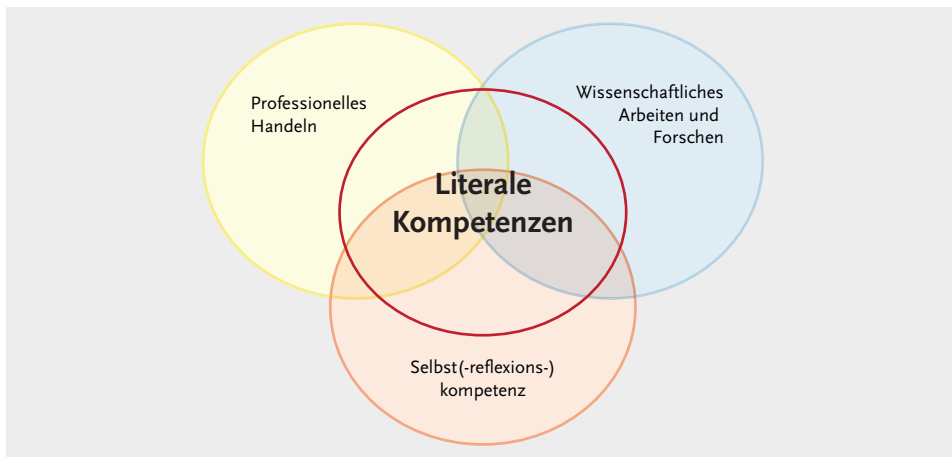 Professionelles
Handeln
Wissenschaftliches
Arbeiten und
Forschen
Literale
Kompetenzen
Selbst(-reflexions-)
kompetenz